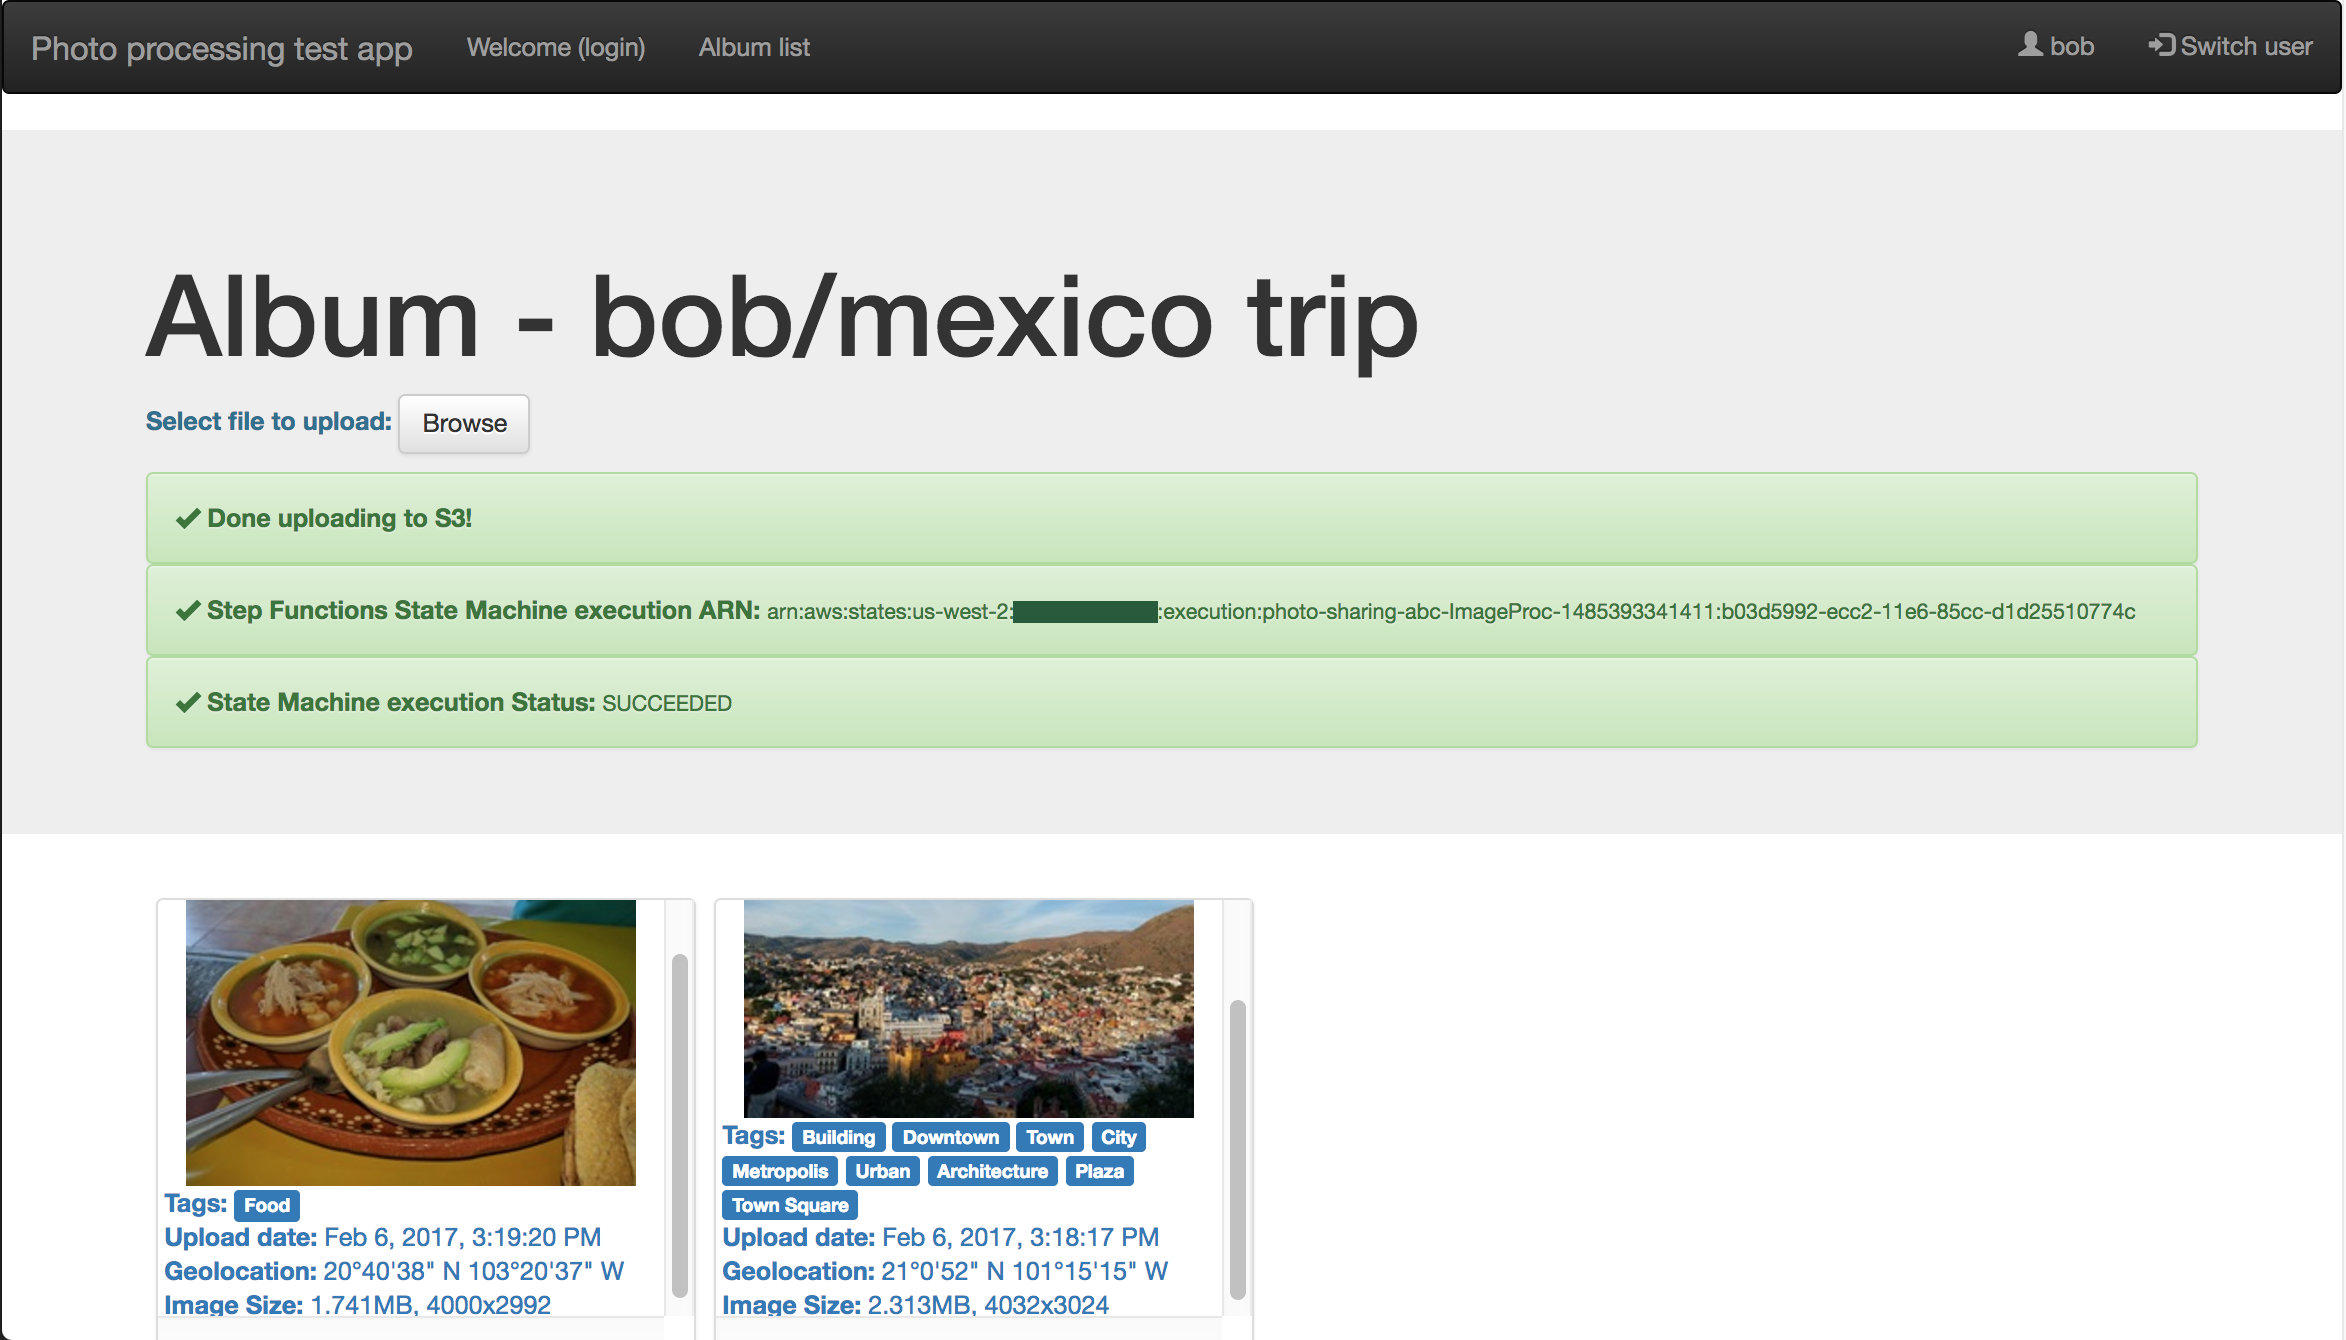 Photo processing test app Welcome (login) Album list bob Switch user
Album - bob/mexico trip
Select file to upload: Browse
Done uploading to S3!
Step Functions State Machine execution ARN: arn:aws:states:us-west-2: :execution:photo-sharing-abc-ImageProc-1485393341411:b03d5992-ecc2-11e6-85cc-d1d25510774c
State Machine execution Status: SUCCEEDED
Tags: Food
Upload date: Feb 6, 2017, 3:19:20 PM
Geolocation: 20°40'38" N 103°20'37" W
Image Size: 1.741MB, 4000x2992
Tags: Building Downtown Town City
Metropolis Urban Architecture Plaza
Town Square
Upload date: Feb 6, 2017, 3:18:17 PM
Geolocation: 21°0'52" N 101°15'15" W
Image Size: 2.313MB, 4032x3024